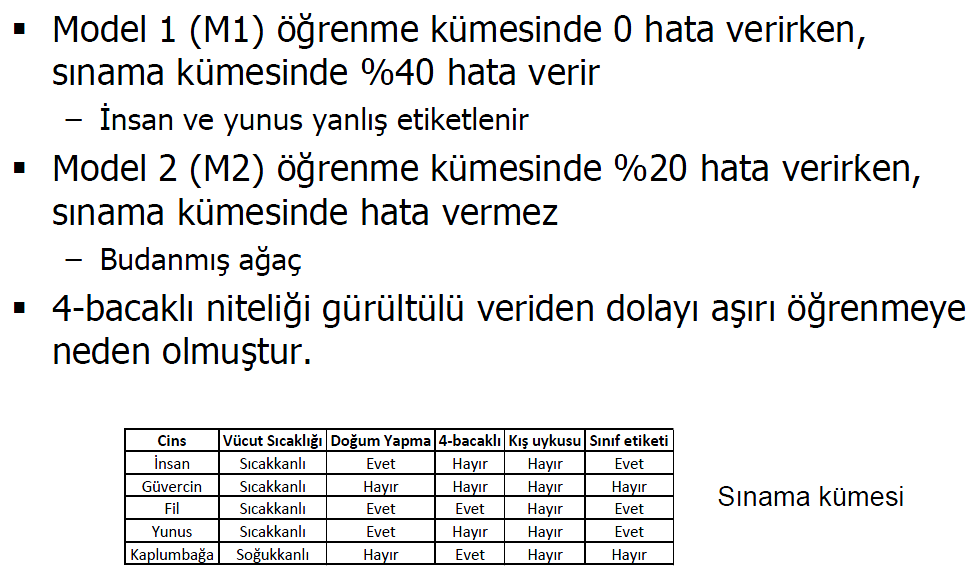 ▪ Model 1 (M1) öğrenme kümesinde 0 hata verirken,
sınama kümesinde %40 hata verir
– İnsan ve yunus yanlış etiketlenir
▪ Model 2 (M2) öğrenme kümesinde %20 hata verirken,
sınama kümesinde hata vermez
– Budanmış ağaç
▪ 4-bacaklı niteliği gürültülü veriden dolayı aşırı öğrenmeye
neden olmuştur.
Cins Vücut Sıcaklığı Doğum Yapma 4-bacaklı Kış uykusu Sınıf etiketi
İnsan Sıcakkanlı Evet Hayır Hayır Evet
Güvercin Sıcakkanlı Hayır Hayır Hayır Hayır
Fil Sıcakkanlı Evet Evet Hayır Evet
Yunus Sıcakkanlı Evet Hayır Hayır Evet
Kaplumbağa Soğukkanlı Hayır Evet Hayır Hayır
Sınama kümesi